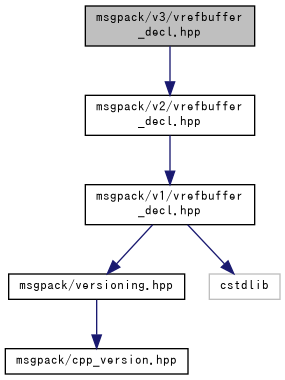 msgpack/v3/vrefbuffer
_decl.hpp
msgpack/v2/vrefbuffer
_decl.hpp
msgpack/v1/vrefbuffer
_decl.hpp
msgpack/versioning.hpp
cstdlib
msgpack/cpp_version.hpp